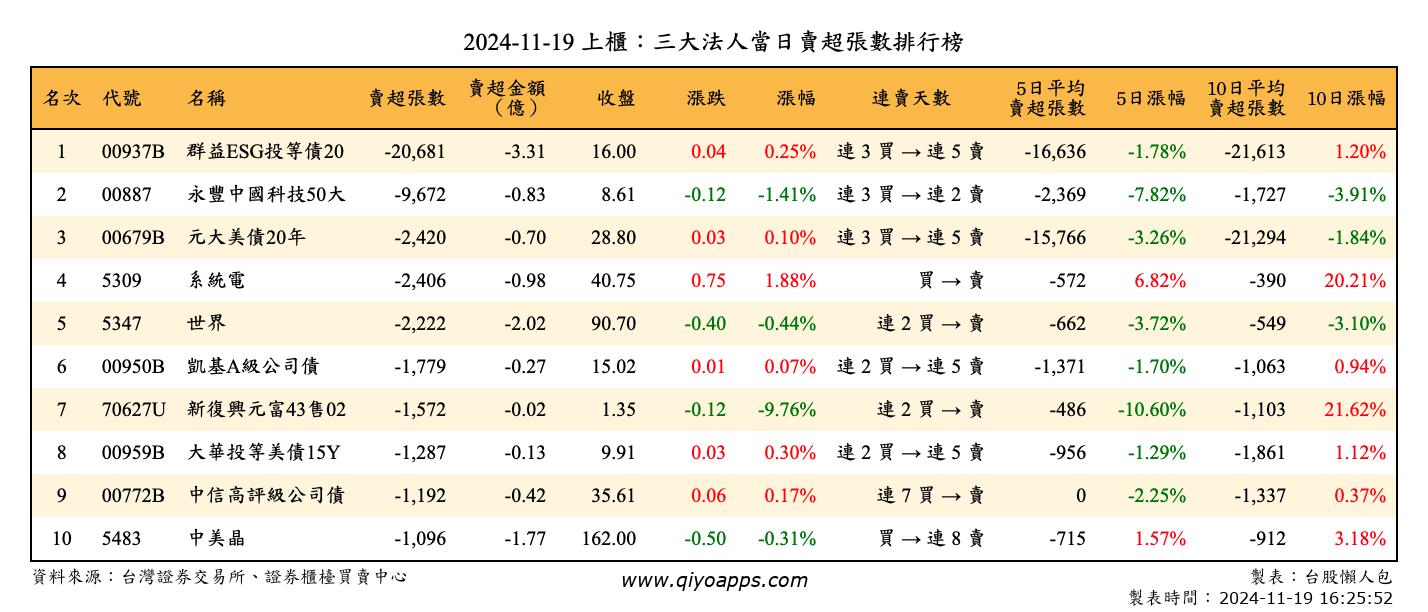 2024-11-19 上櫃：三大法人當日賣超張數排行榜
名次 代號 名稱 賣超張數 賣超金額（億） 收盤 漲跌 漲幅 連賣天數 5日平均賣超張數 5日漲幅 10日平均賣超張數 10日漲幅
1 00937B 群益ESG投等債20 -20,681 -3.31 16.00 0.04 0.25% 連 3 買 → 連 5 賣 -16,636 -1.78% -21,613 1.20%
2 00887 永豐中國科技50大 -9,672 -0.83 8.61 -0.12 -1.41% 連 3 買 → 連 2 賣 -2,369 -7.82% -1,727 -3.91%
3 00679B 元大美債20年 -2,420 -0.70 28.80 0.03 0.10% 連 3 買 → 連 5 賣 -15,766 -3.26% -21,294 -1.84%
4 5309 系統電 -2,406 -0.98 40.75 0.75 1.88% 買 → 賣 -572 6.82% -390 20.21%
5 5347 世界 -2,222 -2.02 90.70 -0.40 -0.44% 連 2 買 → 賣 -662 -3.72% -549 -3.10%
6 00950B 凱基A級公司債 -1,779 -0.27 15.02 0.01 0.07% 連 2 買 → 連 5 賣 -1,371 -1.70% -1,063 0.94%
7 70627U 新復興元富43售02 -1,572 -0.02 1.35 -0.12 -9.76% 連 2 買 → 賣 -486 -10.60% -1,103 21.62%
8 00959B 大華投等美債15Y -1,287 -0.13 9.91 0.03 0.30% 連 2 買 → 連 5 賣 -956 -1.29% -1,861 1.12%
9 00772B 中信高評級公司債 -1,192 -0.42 35.61 0.06 0.17% 連 7 買 → 賣 0 -2.25% -1,337 0.37%
10 5483 中美晶 -1,096 -1.77 162.00 -0.50 -0.31% 買 → 連 8 賣 -715 1.57% -912 3.18%
資料來源：台灣證券交易所、證券櫃檯買賣中心 www.qiyoapps.com 製表：台股懶人包
製表時間：2024-11-19 16:25:52